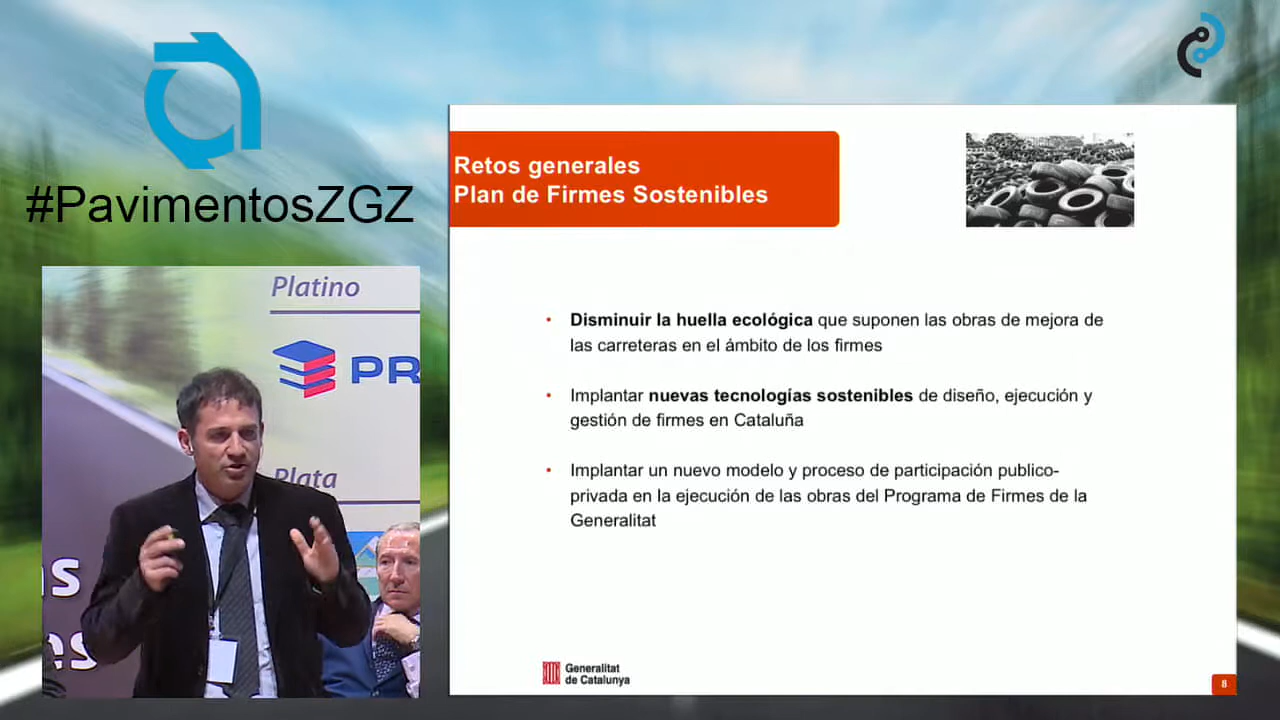 #PavimentosZGZ
Platino
PR
Plata
as
es
Retos generales
Plan de Firmes Sostenibles
• Disminuir la huella ecológica que suponen las obras de mejora de
las carreteras en el ámbito de los firmes
• Implantar nuevas tecnologías sostenibles de diseño, ejecución y
gestión de firmes en Cataluña
• Implantar un nuevo modelo y proceso de participación publico-
privada en la ejecución de las obras del Programa de Firmes de la
Generalitat
Generalitat
de Catalunya
8